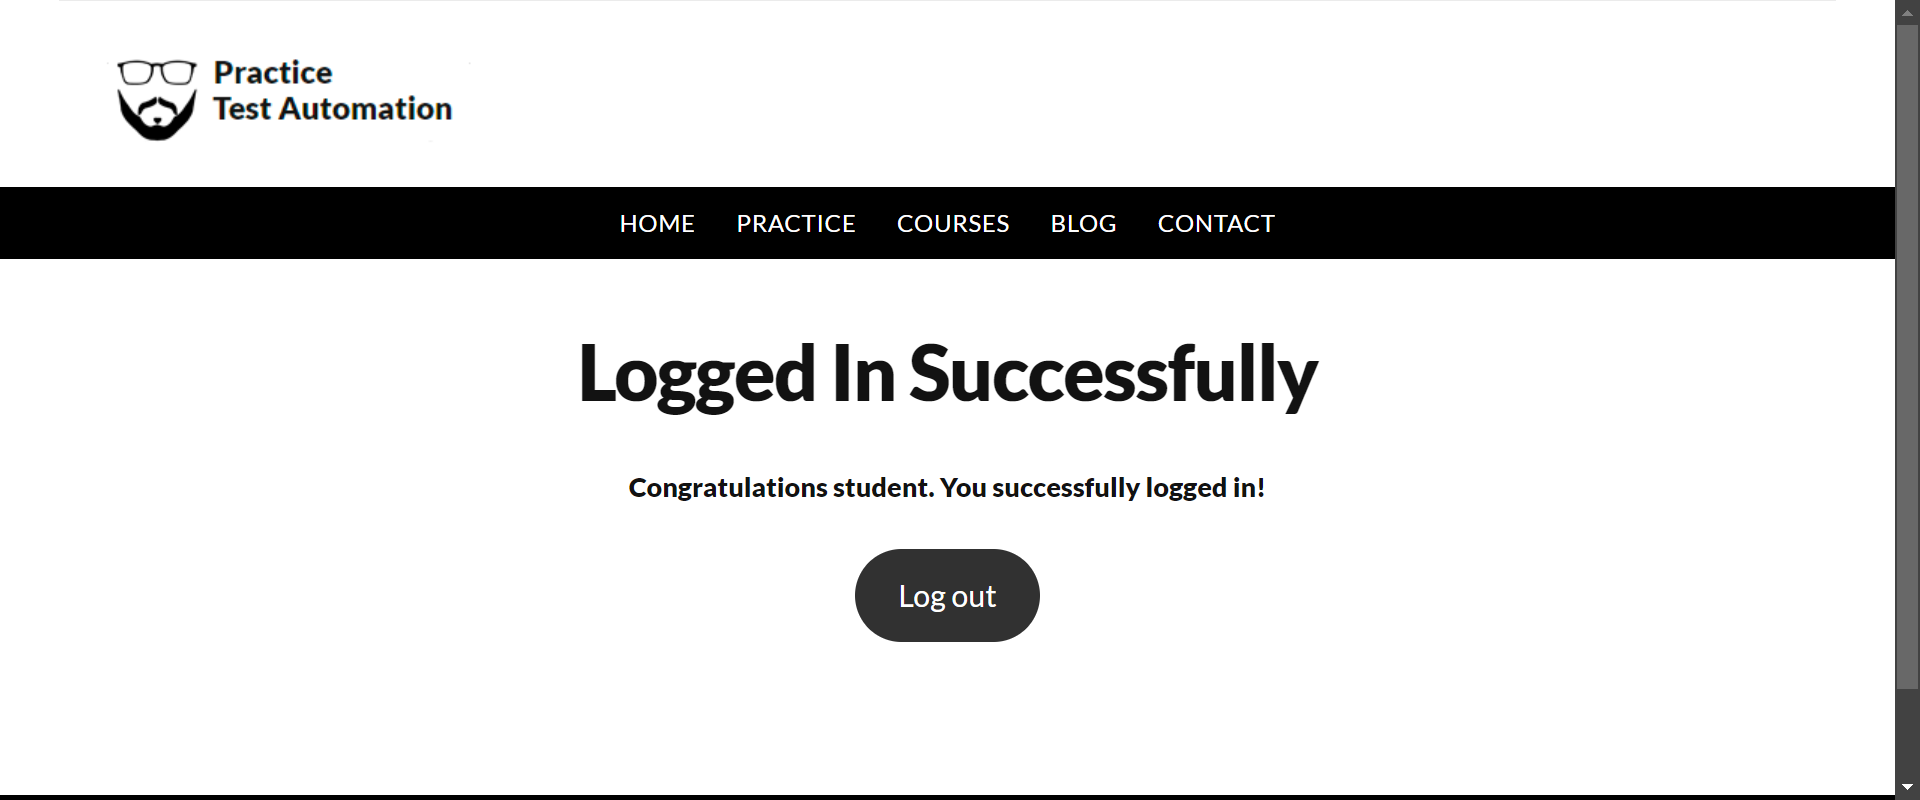 Practice
Test Automation
HOME PRACTICE COURSES BLOG CONTACT
Logged In Successfully
Congratulations student. You successfully logged in!
Log out